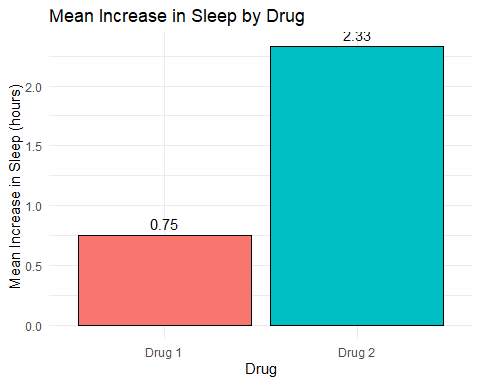 Mean Increase in Sleep by Drug
Mean Increase in Sleep (hours)
2.33
2.0
1.5
1.0
0.75
0.5
0.0
Drug 1
Drug 2
Drug